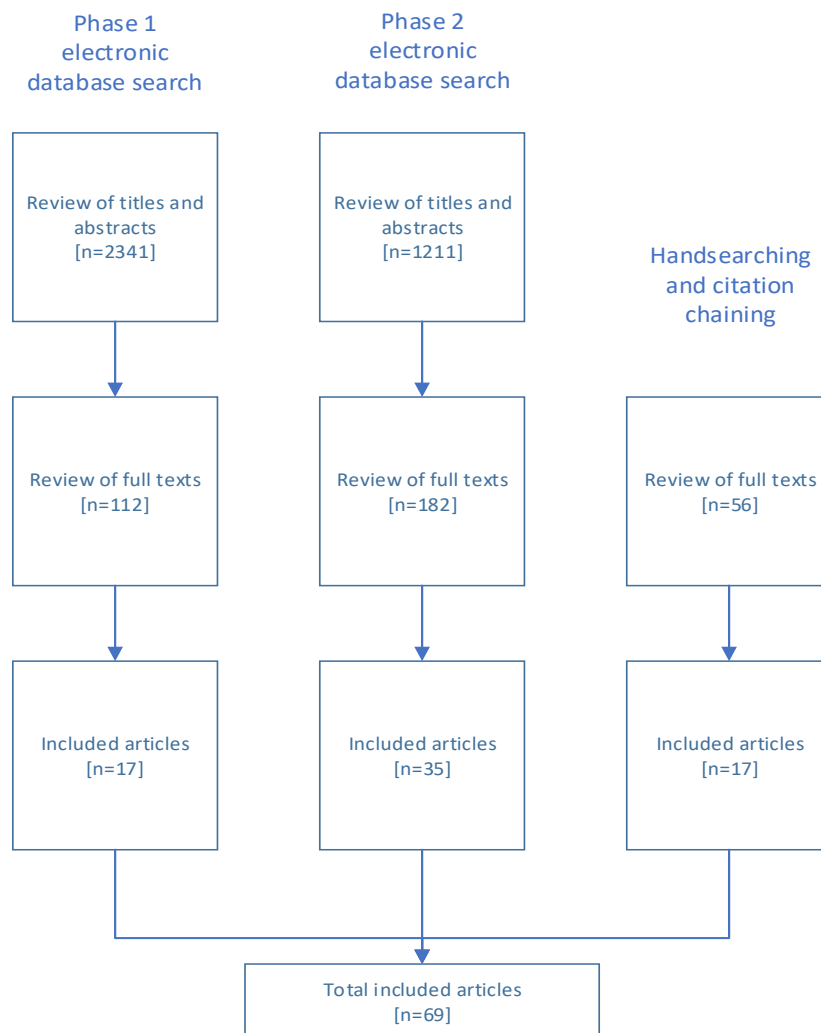 Phase 1
electronic
database search
Phase 2
electronic
database search
Review of titles and
abstracts
[n=2341]
Review of titles and
abstracts
[n=1211]
Handsearching
and citation
chaining
Review of full texts
[n=112]
Review of full texts
[n=182]
Review of full texts
[n=56]
Included articles
[n=17]
Included articles
[n=35]
Included articles
[n=17]
Total included articles
[n=69]